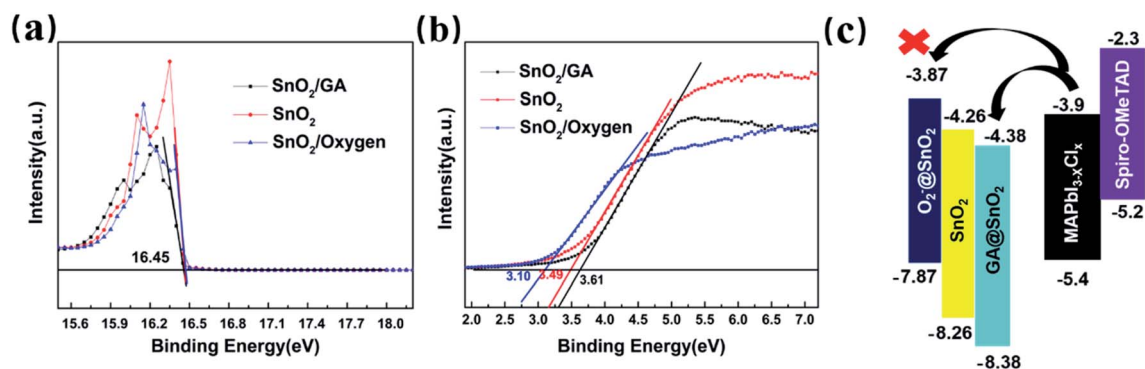 (a)
Intensity(a.u.)
SnO₂/GA
SnO₂
SnO₂/Oxygen
16.45
15.6 15.9 16.2 16.5 16.8 17.1 17.4 17.7 18.0
Binding Energy(eV)
(b)
Intensity(a.u.)
SnO₂/GA
SnO₂
SnO₂/Oxygen
3.10 3.49 3.61
2.0 2.5 3.0 3.5 4.0 4.5 5.0 5.5 6.0 6.5 7.0
Binding Energy(eV)
(c)
-3.87
O₂⁻@SnO₂
-7.87
-4.26
SnO₂
-8.26
-4.38
GA@SnO₂
-8.38
-3.9
MAPbI₃₋ₓClₓ
-5.4
-2.3
Spiro-OMeTAD
-5.2